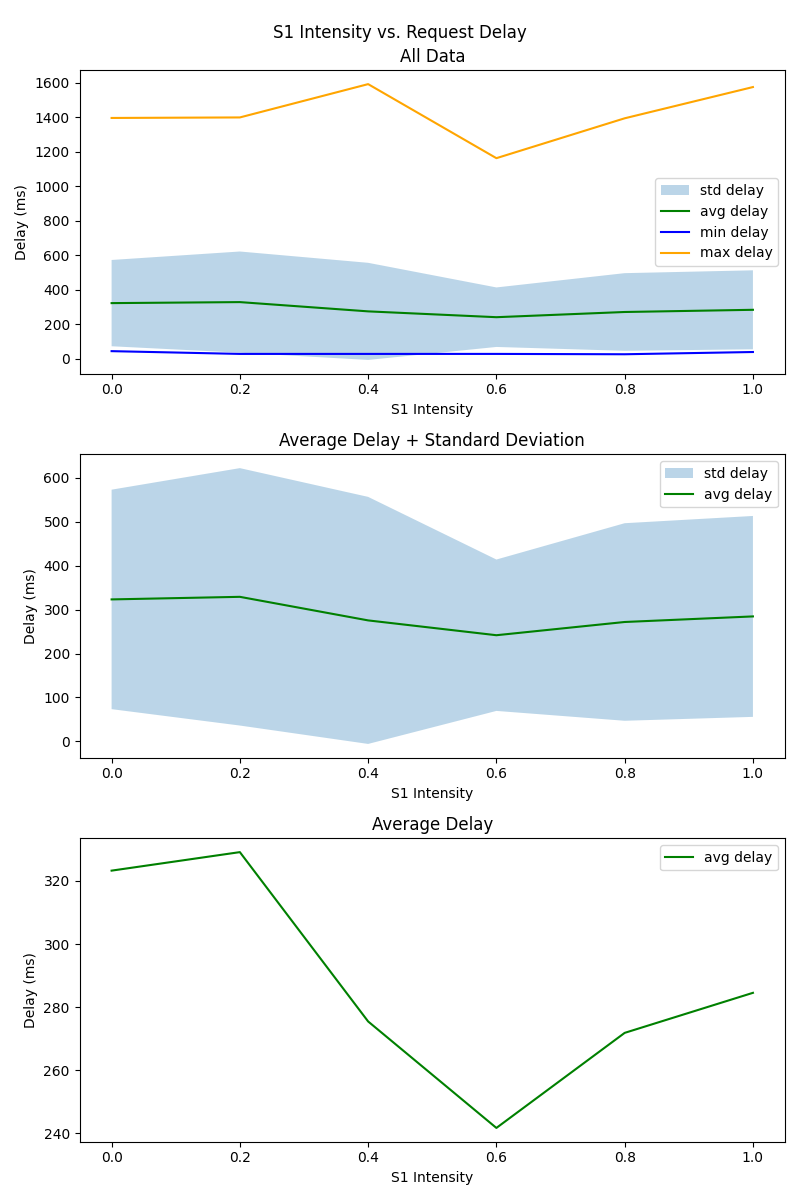 S1 Intensity vs. Request Delay
All Data
Delay (ms)
1600
1400
1200
1000
800
600
400
200
0
std delay
avg delay
min delay
max delay
0.0 0.2 0.4 0.6 0.8 1.0
S1 Intensity
Average Delay + Standard Deviation
Delay (ms)
600
500
400
300
200
100
0
std delay
avg delay
0.0 0.2 0.4 0.6 0.8 1.0
S1 Intensity
Average Delay
Delay (ms)
320
300
280
260
240
avg delay
0.0 0.2 0.4 0.6 0.8 1.0
S1 Intensity